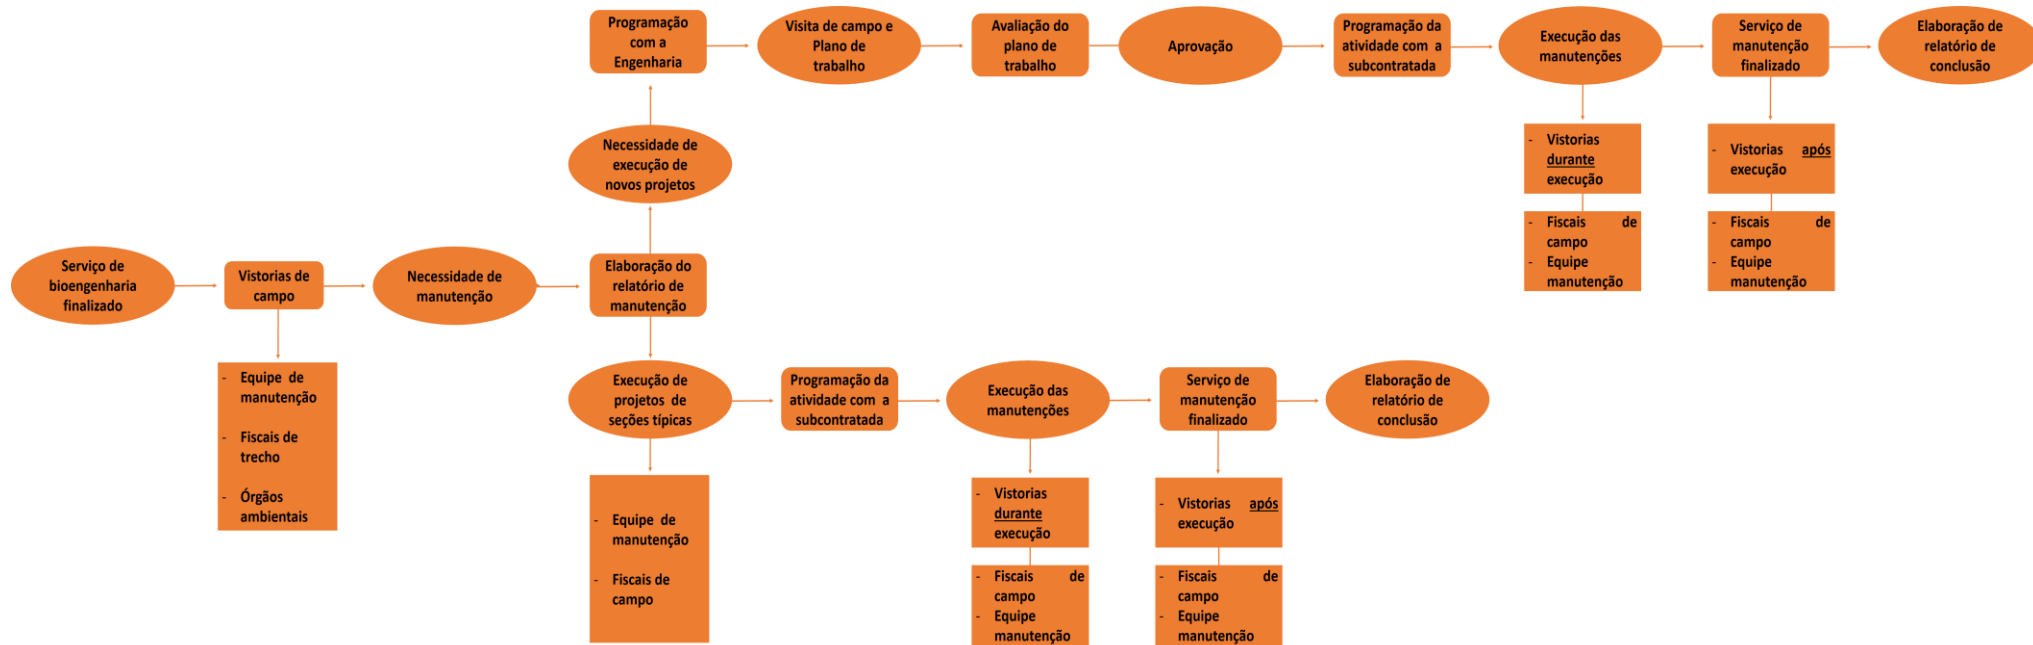 Programação
com a
Engenharia
Visita de campo e
Plano de
trabalho
Avaliação do
plano de
trabalho
Aprovação
Programação da
atividade com a
subcontratada
Execução das
manutenções
Serviço de
manutenção
finalizado
Elaboração de
relatório de
conclusão
- Vistorias
durante
execução
- Vistorias após
execução
- Fiscais de
campo
- Equipe
manutenção
- Fiscais de
campo
- Equipe
manutenção
Necessidade de
execução de
novos projetos
Serviço de
bioengenharia
finalizado
Vistorias de
campo
Necessidade de
manutenção
Elaboração do
relatório de
manutenção
- Equipe de
manutenção
- Fiscais de
trecho
- Órgãos
ambientais
Execução de
projetos de
seções típicas
Programação da
atividade com a
subcontratada
Execução das
manutenções
Serviço de
manutenção
finalizado
Elaboração de
relatório de
conclusão
- Equipe de
manutenção
- Fiscais de
campo
- Vistorias
durante
execução
- Vistorias após
execução
- Fiscais de
campo
- Equipe
manutenção
- Fiscais de
campo
- Equipe
manutenção